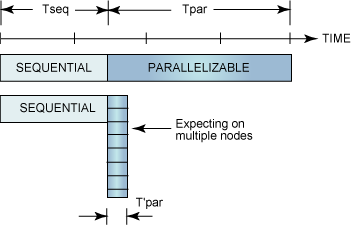 Tseq
Tpar
TIME
SEQUENTIAL
PARALLELIZABLE
SEQUENTIAL
Expecting on
multiple nodes
T'par